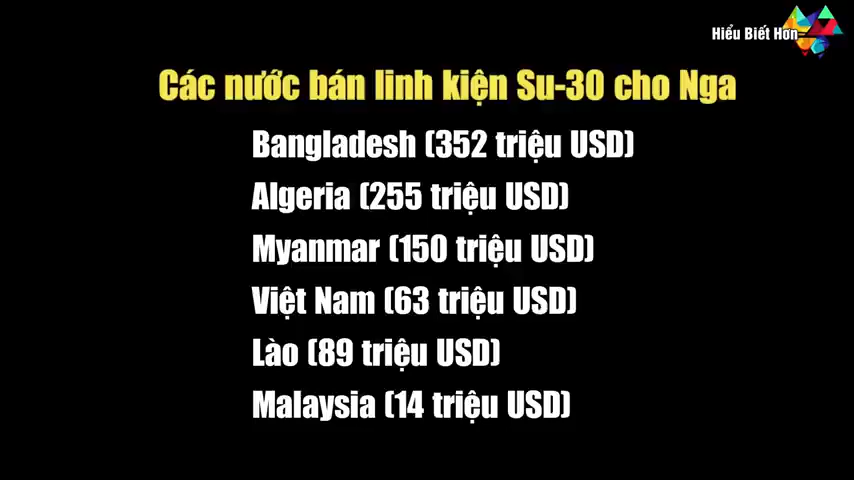 Hiểu Biết Hơn
Các nước bán linh kiện Su-30 cho Nga
Bangladesh (352 triệu USD)
Algeria (255 triệu USD)
Myanmar (150 triệu USD)
Việt Nam (63 triệu USD)
Lào (89 triệu USD)
Malaysia (14 triệu USD)